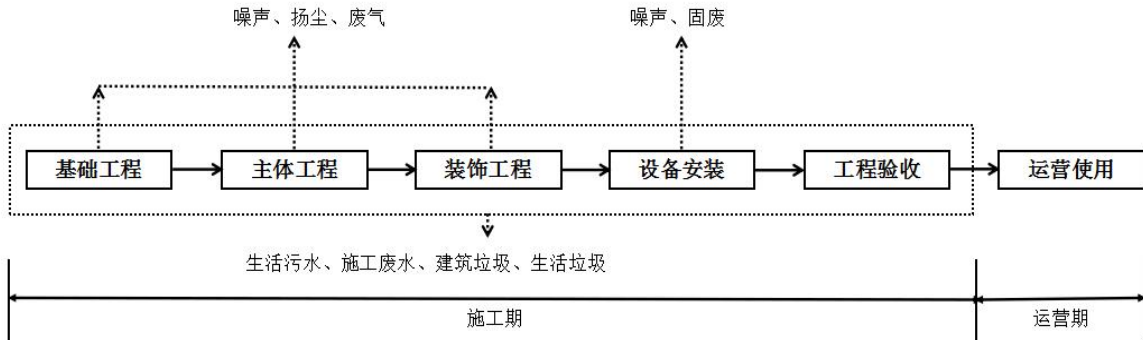 噪声、扬尘、废气
噪声、固废
基础工程
主体工程
装饰工程
设备安装
工程验收
运营使用
生活污水、施工废水、建筑垃圾、生活垃圾
施工期
运营期